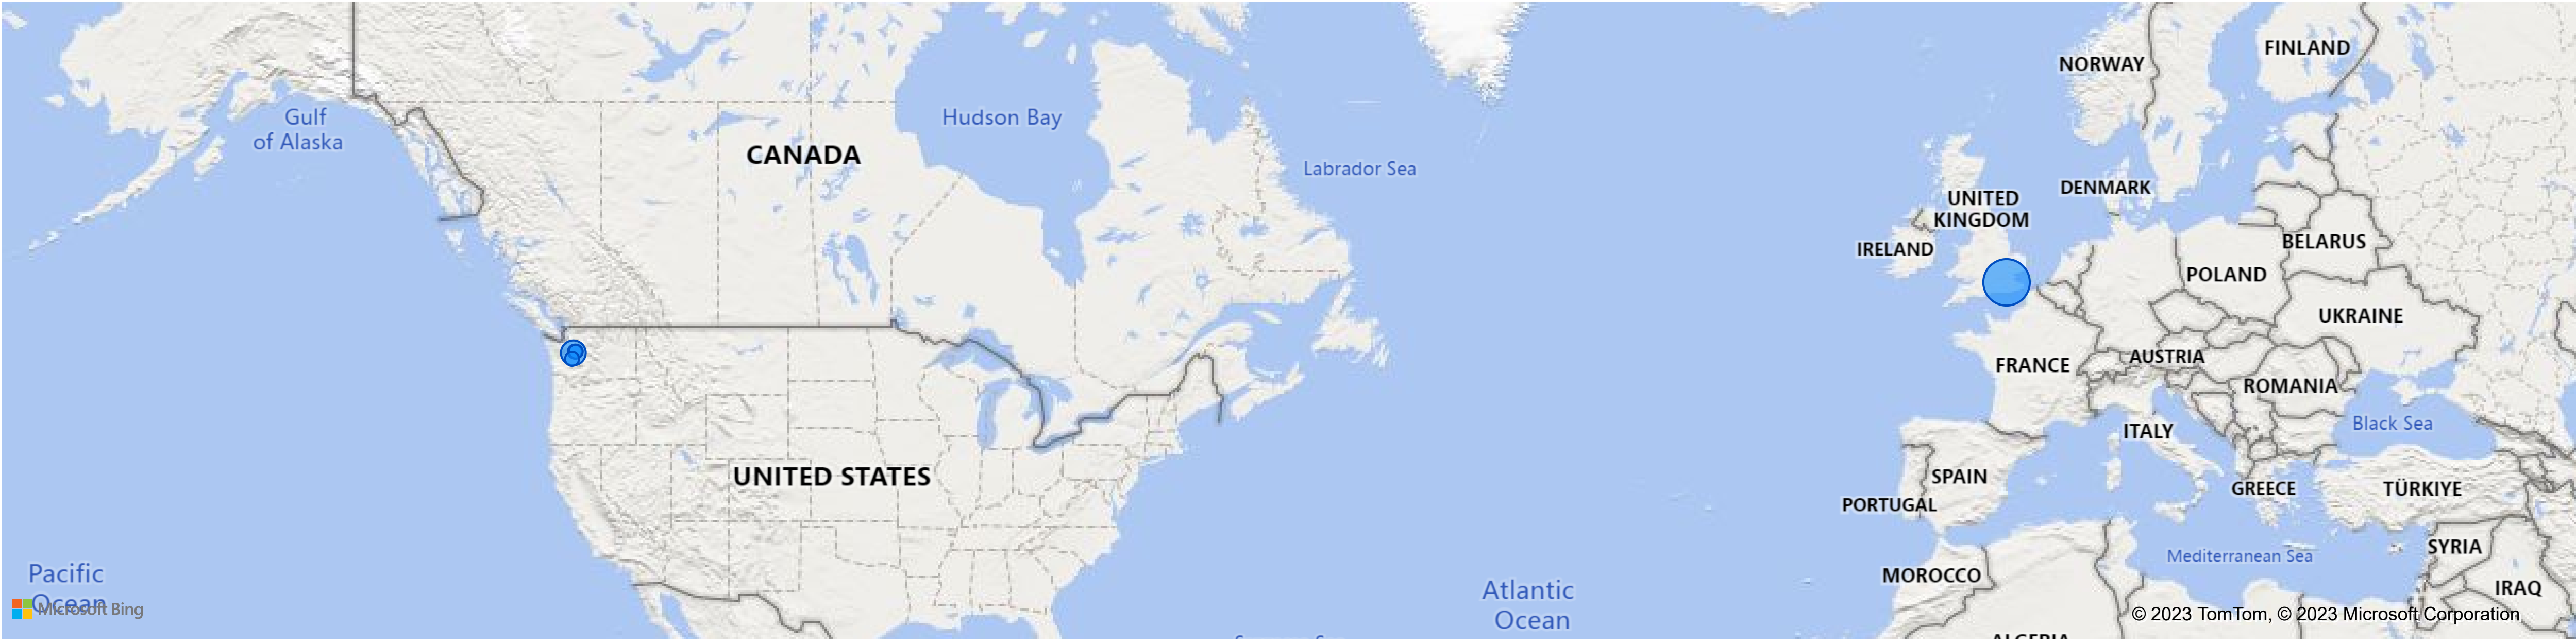 FINLAND
NORWAY
Gulf
of Alaska
Hudson Bay
CANADA
Labrador Sea
DENMARK
UNITED
KINGDOM
IRELAND
BELARUS
POLAND
UKRAINE
AUSTRIA
FRANCE
ROMANIA
Black Sea
ITALY
UNITED STATES
SPAIN
GREECE
TÜRKIYE
PORTUGAL
SYRIA
Mediterranean Sea
Pacific
Ocean
MOROCCO
IRAQ
Atlantic
Ocean
Microsoft Bing
© 2023 TomTom, © 2023 Microsoft Corporation